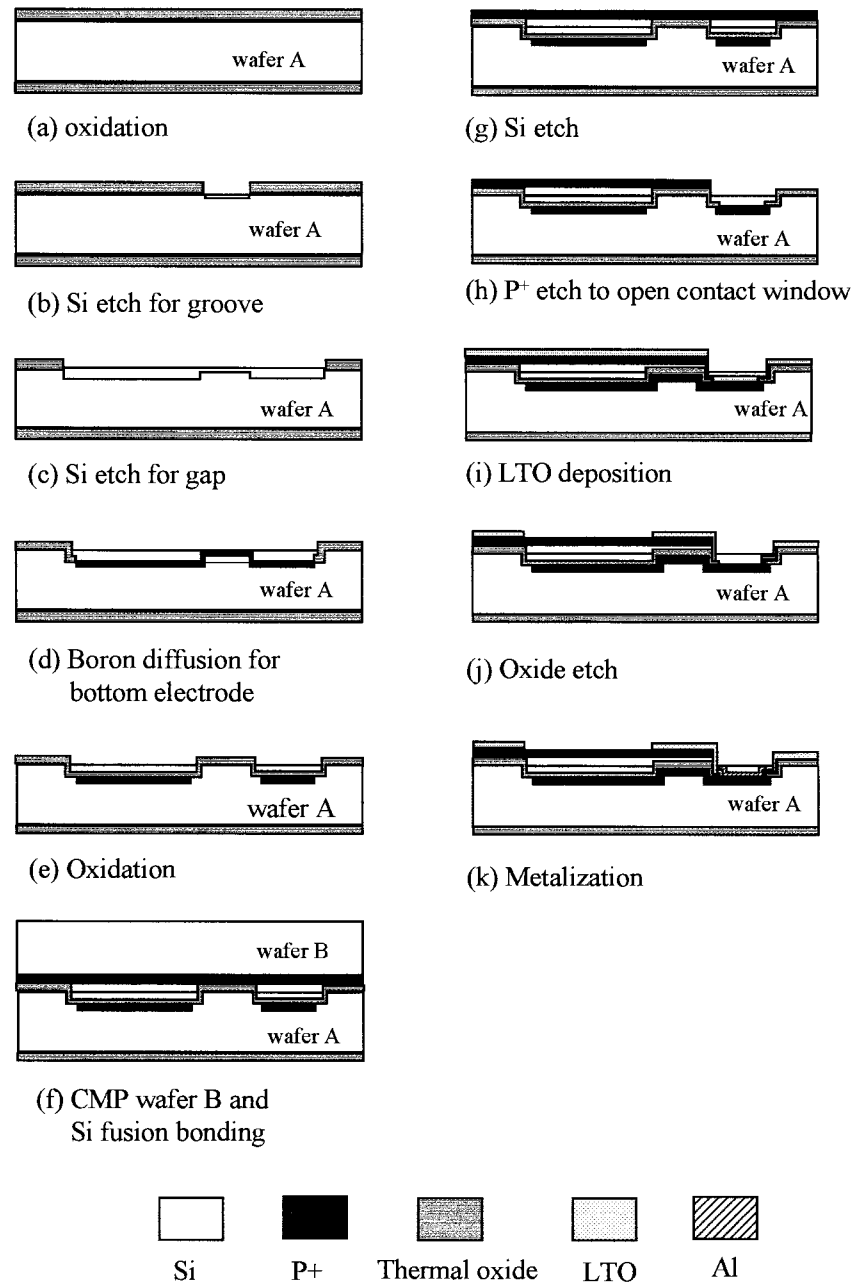 wafer A
(a) oxidation
wafer A
(b) Si etch for groove
wafer A
(c) Si etch for gap
wafer A
(d) Boron diffusion for
bottom electrode
wafer A
(e) Oxidation
wafer B
wafer A
(f) CMP wafer B and
Si fusion bonding
wafer A
(g) Si etch
wafer A
(h) P+ etch to open contact window
wafer A
(i) LTO deposition
wafer A
(j) Oxide etch
wafer A
(k) Metalization
Si P+ Thermal oxide LTO Al